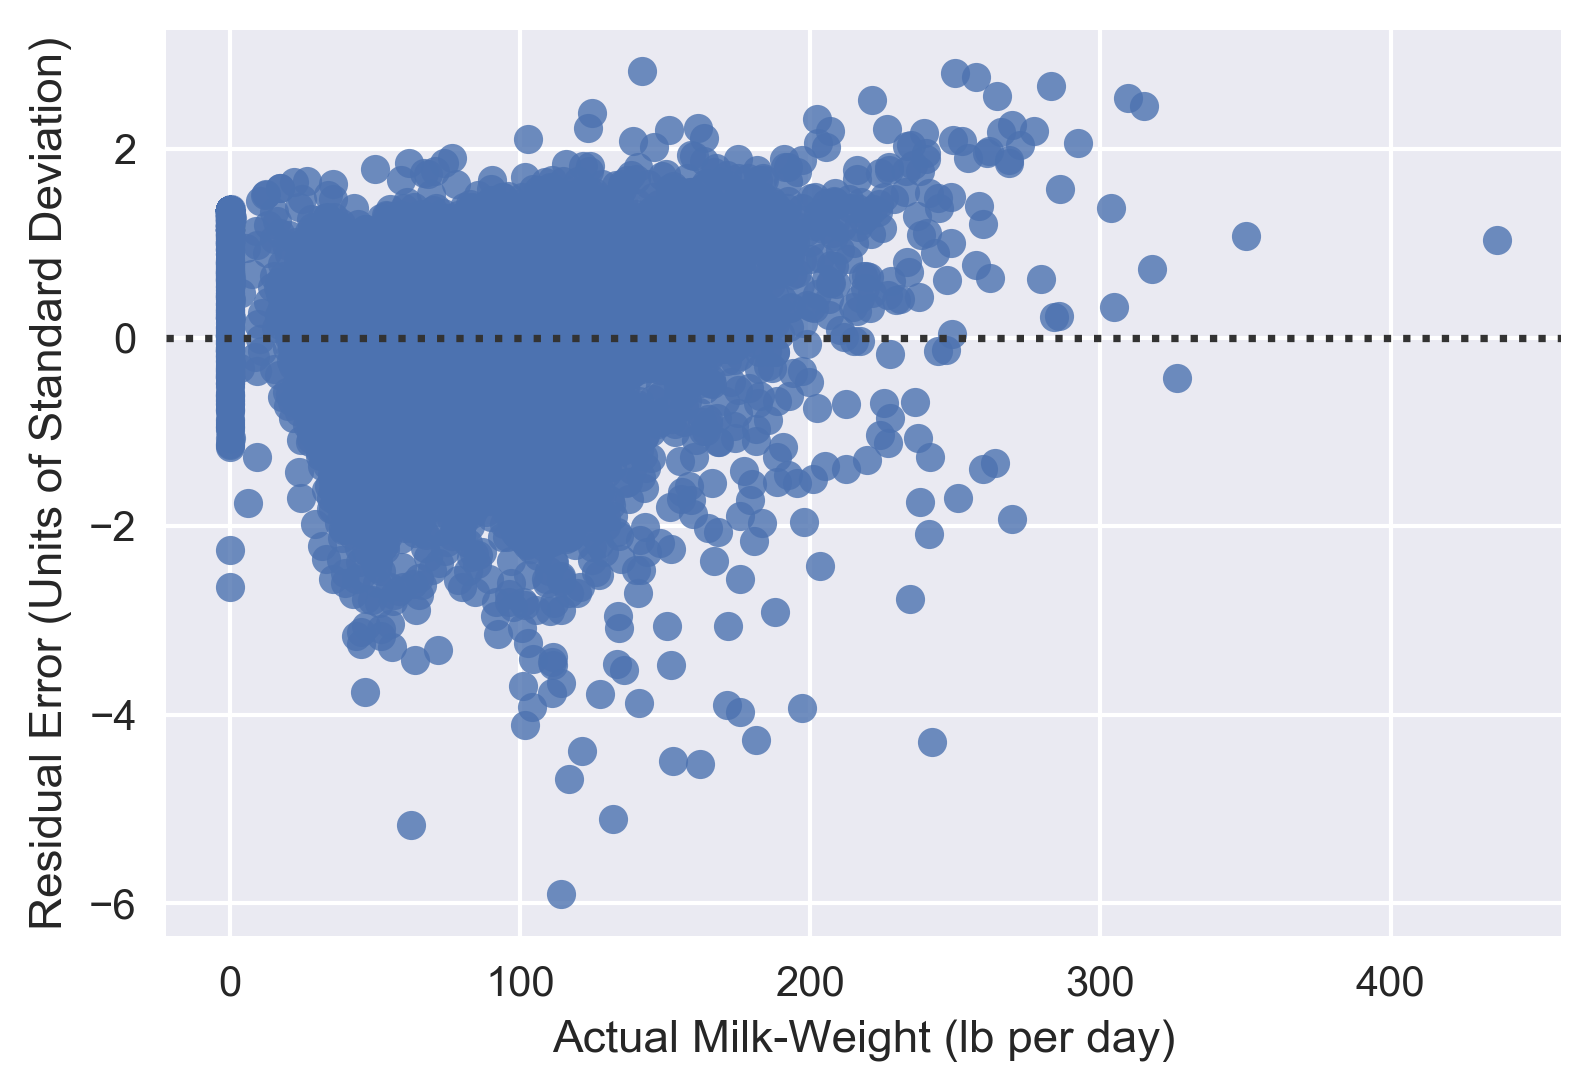 Residual Error (Units of Standard Deviation)
2
0
−2
−4
−6
0 100 200 300 400
Actual Milk-Weight (lb per day)